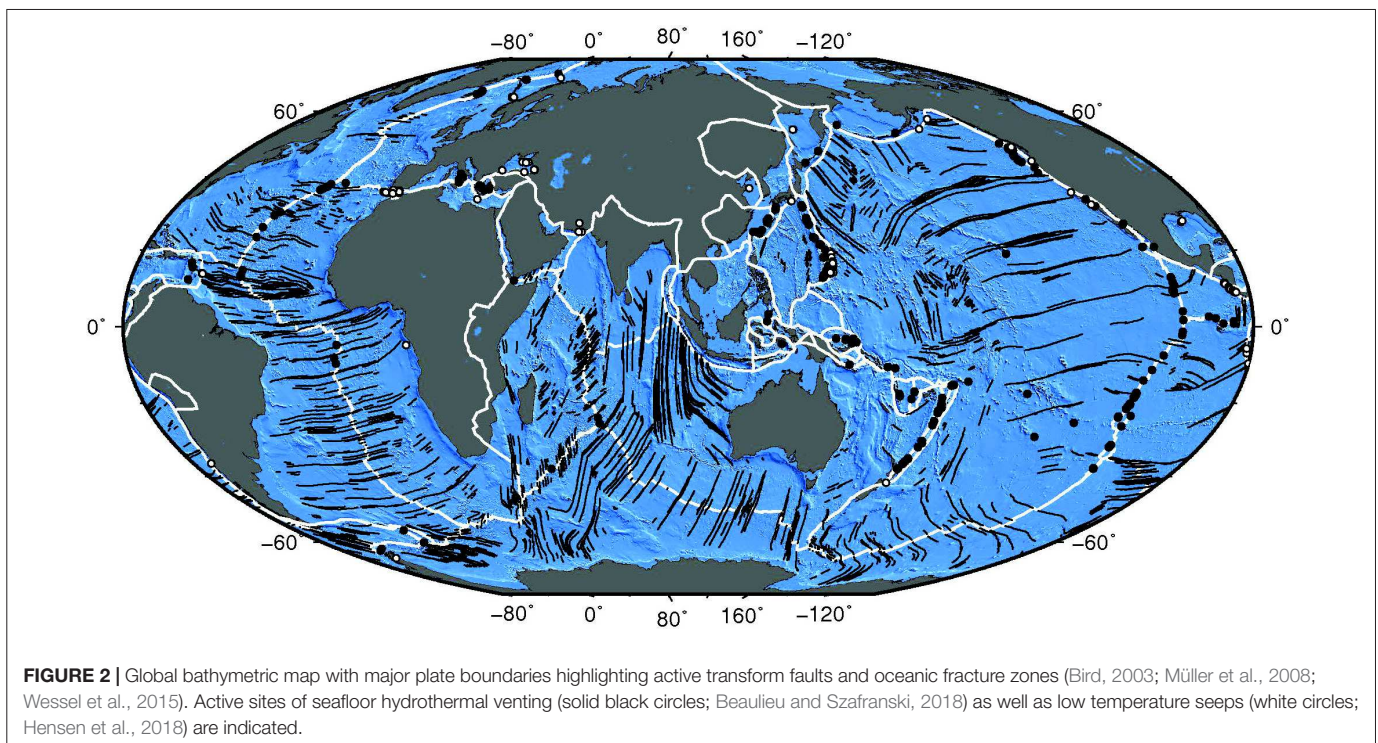 −80˚ 0˚ 80˚ 160˚ −120˚
60˚ 60˚
0˚ 0˚
−60˚ −60˚
−80˚ 0˚ 80˚ 160˚ −120˚
FIGURE 2 | Global bathymetric map with major plate boundaries highlighting active transform faults and oceanic fracture zones (Bird, 2003; Müller et al., 2008;
Wessel et al., 2015). Active sites of seafloor hydrothermal venting (solid black circles; Beaulieu and Szafranski, 2018) as well as low temperature seeps (white circles;
Hensen et al., 2018) are indicated.